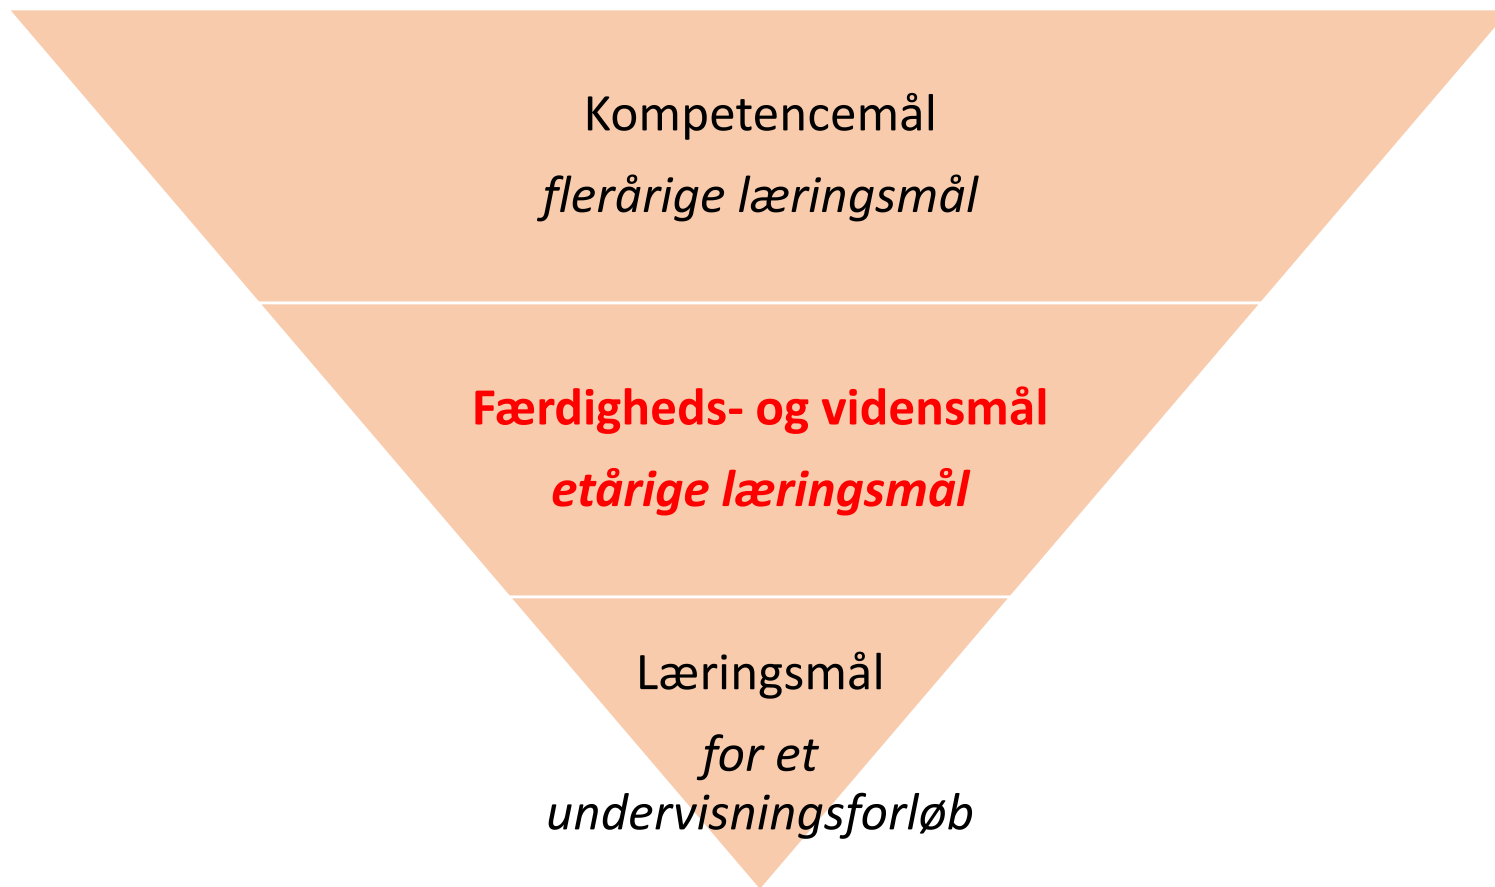 Kompetencemål
flerårige læringsmål
Færdigheds- og vidensmål
etårige læringsmål
Læringsmål
for et
undervisningsforløb